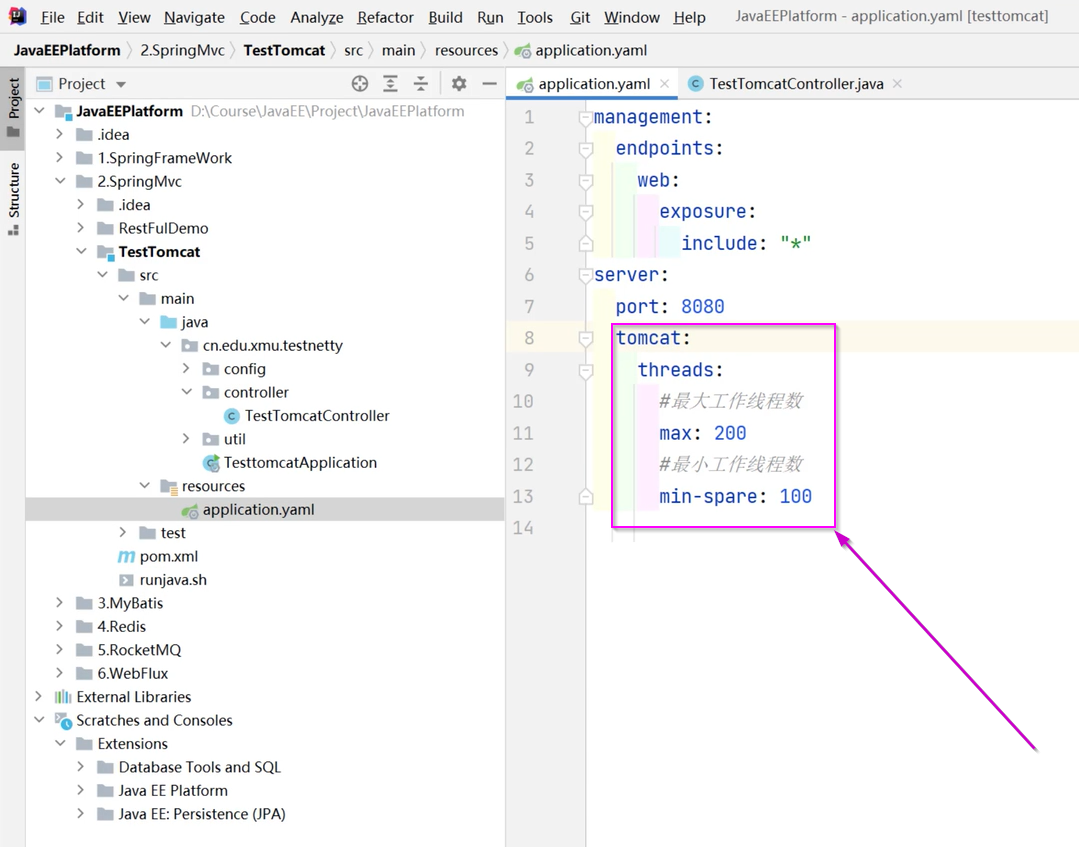 File Edit View Navigate Code Analyze Refactor Build Run Tools Git Window Help JavaEEPlatform - application.yaml [testtomcat]
JavaEEPlatform 2.SpringMvc TestTomcat src main resources application.yaml
Project
Structure
Project
JavaEEPlatform D:\Course\JavaEE\Project\JavaEEPlatform
.idea
1.SpringFrameWork
2.SpringMvc
.idea
RestFulDemo
TestTomcat
src
main
java
cn.edu.xmu.testnetty
config
controller
TestTomcatController
util
TesttomcatApplication
resources
application.yaml
test
pom.xml
runjava.sh
3.MyBatis
4.Redis
5.RocketMQ
6.WebFlux
External Libraries
Scratches and Consoles
Extensions
Database Tools and SQL
Java EE Platform
Java EE: Persistence (JPA)
application.yaml TestTomcatController.java
1 management:
2 endpoints:
3 web:
4 exposure:
5 include: "*"
6 server:
7 port: 8080
8 tomcat:
9 threads:
10 #最大工作线程数
11 max: 200
12 #最小工作线程数
13 min-spare: 100
14